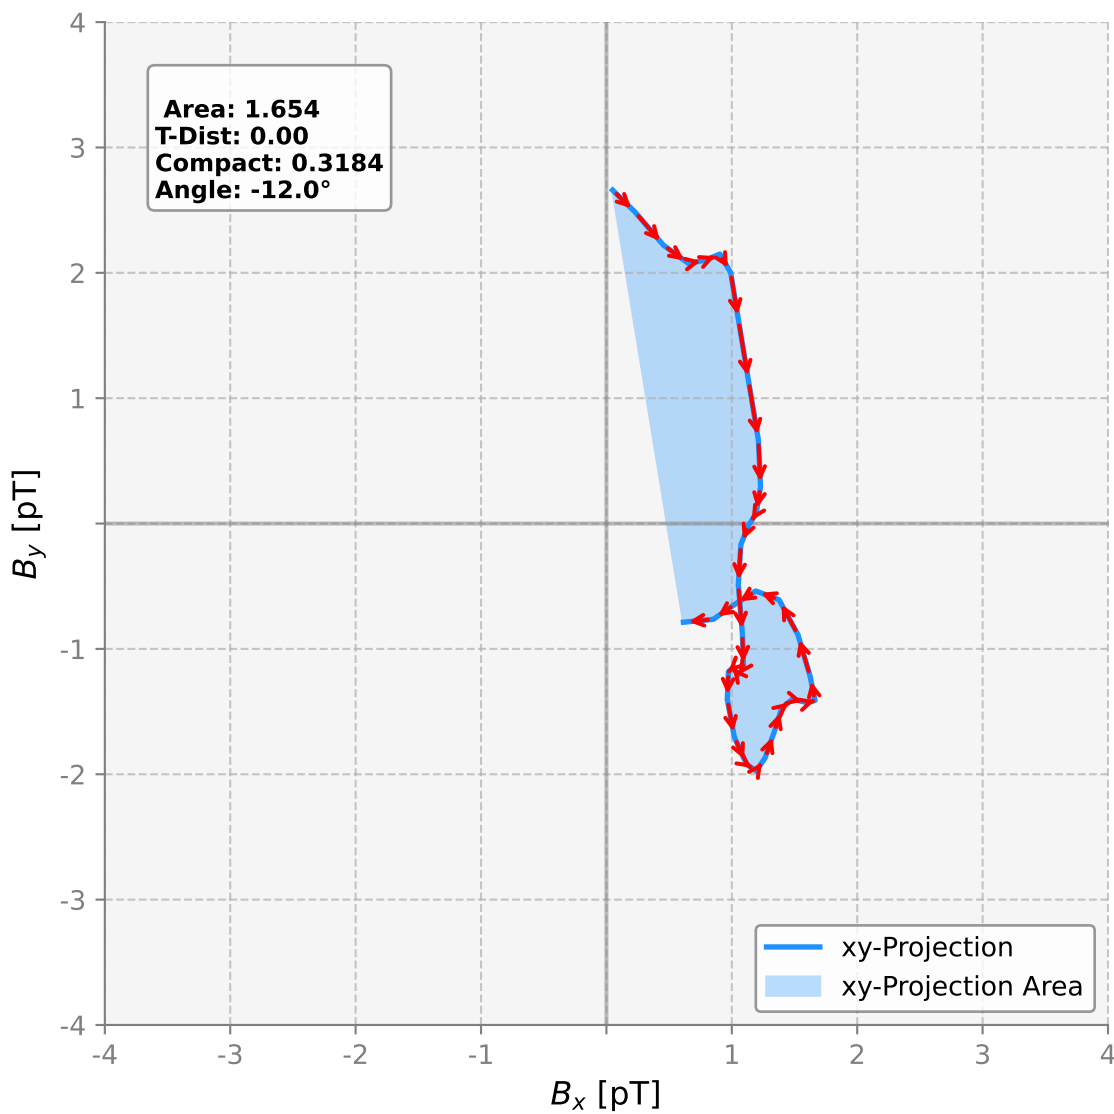 4
3
2
1
-1
-2
-3
-4
Area: 1.654
T-Dist: 0.00
Compact: 0.3184
Angle: -12.0°
B_y [pT]
xy-Projection
xy-Projection Area
-4 -3 -2 -1 1 2 3 4
B_x [pT]